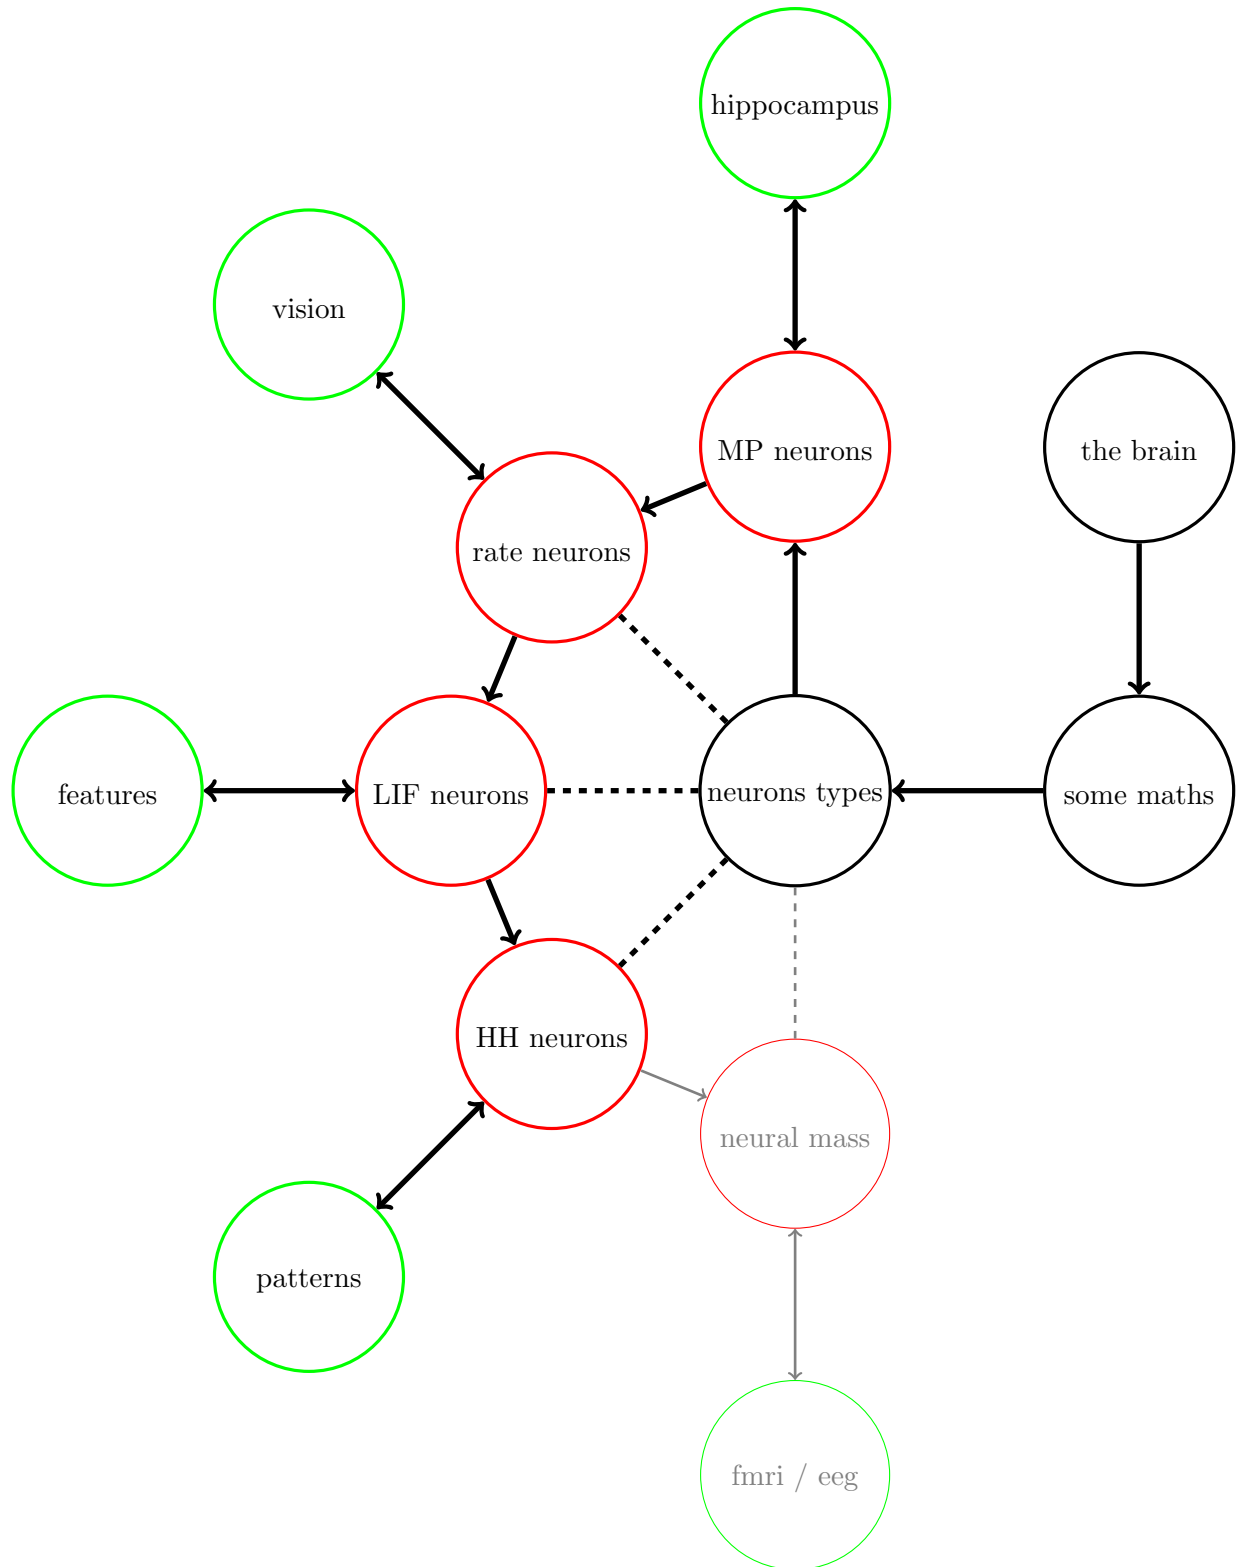 hippocampus
vision
MP neurons
the brain
rate neurons
features
LIF neurons
neurons types
some maths
HH neurons
neural mass
patterns
fmri / eeg